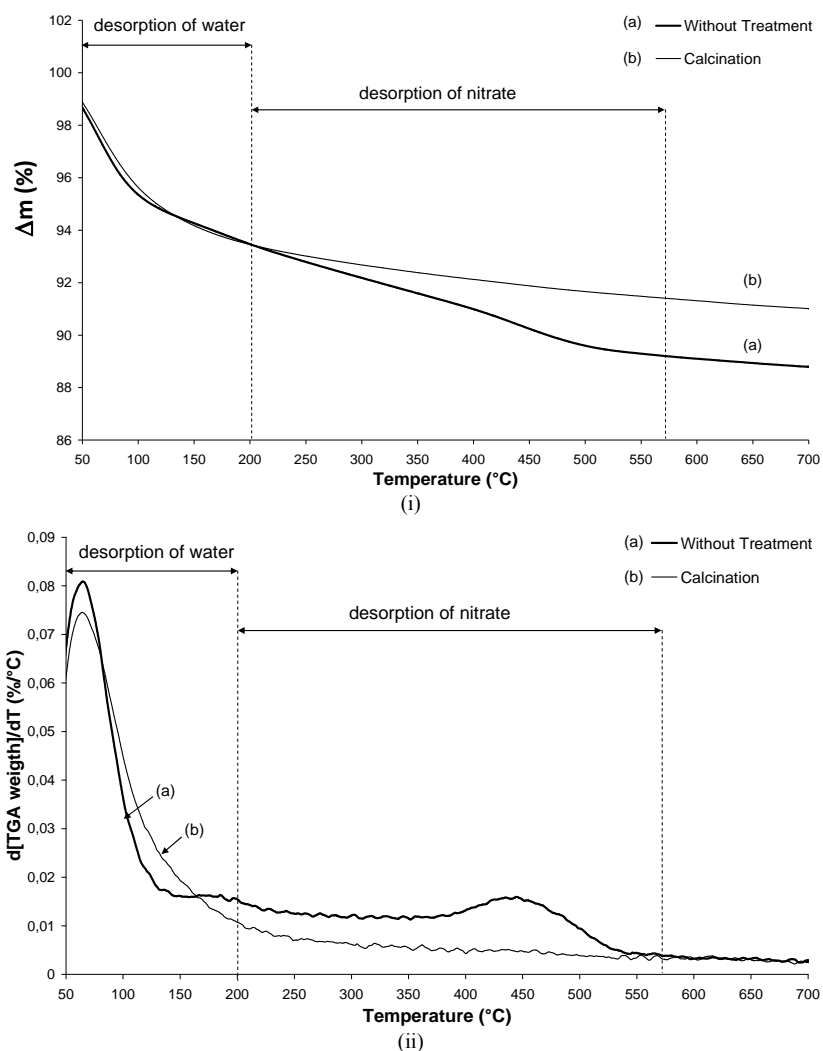 desorption of water
(a) Without Treatment
(b) Calcination
desorption of nitrate
Δm (%)
102
100
98
96
94
92
90
88
86
(b)
(a)
50 100 150 200 250 300 350 400 450 500 550 600 650 700
Temperature (°C)
(i)
desorption of water
(a) Without Treatment
(b) Calcination
desorption of nitrate
d[TGA weigth]/dT (%/°C)
0,09
0,08
0,07
0,06
0,05
0,04
0,03
0,02
0,01
0
(a)
(b)
50 100 150 200 250 300 350 400 450 500 550 600 650 700
Temperature (°C)
(ii)